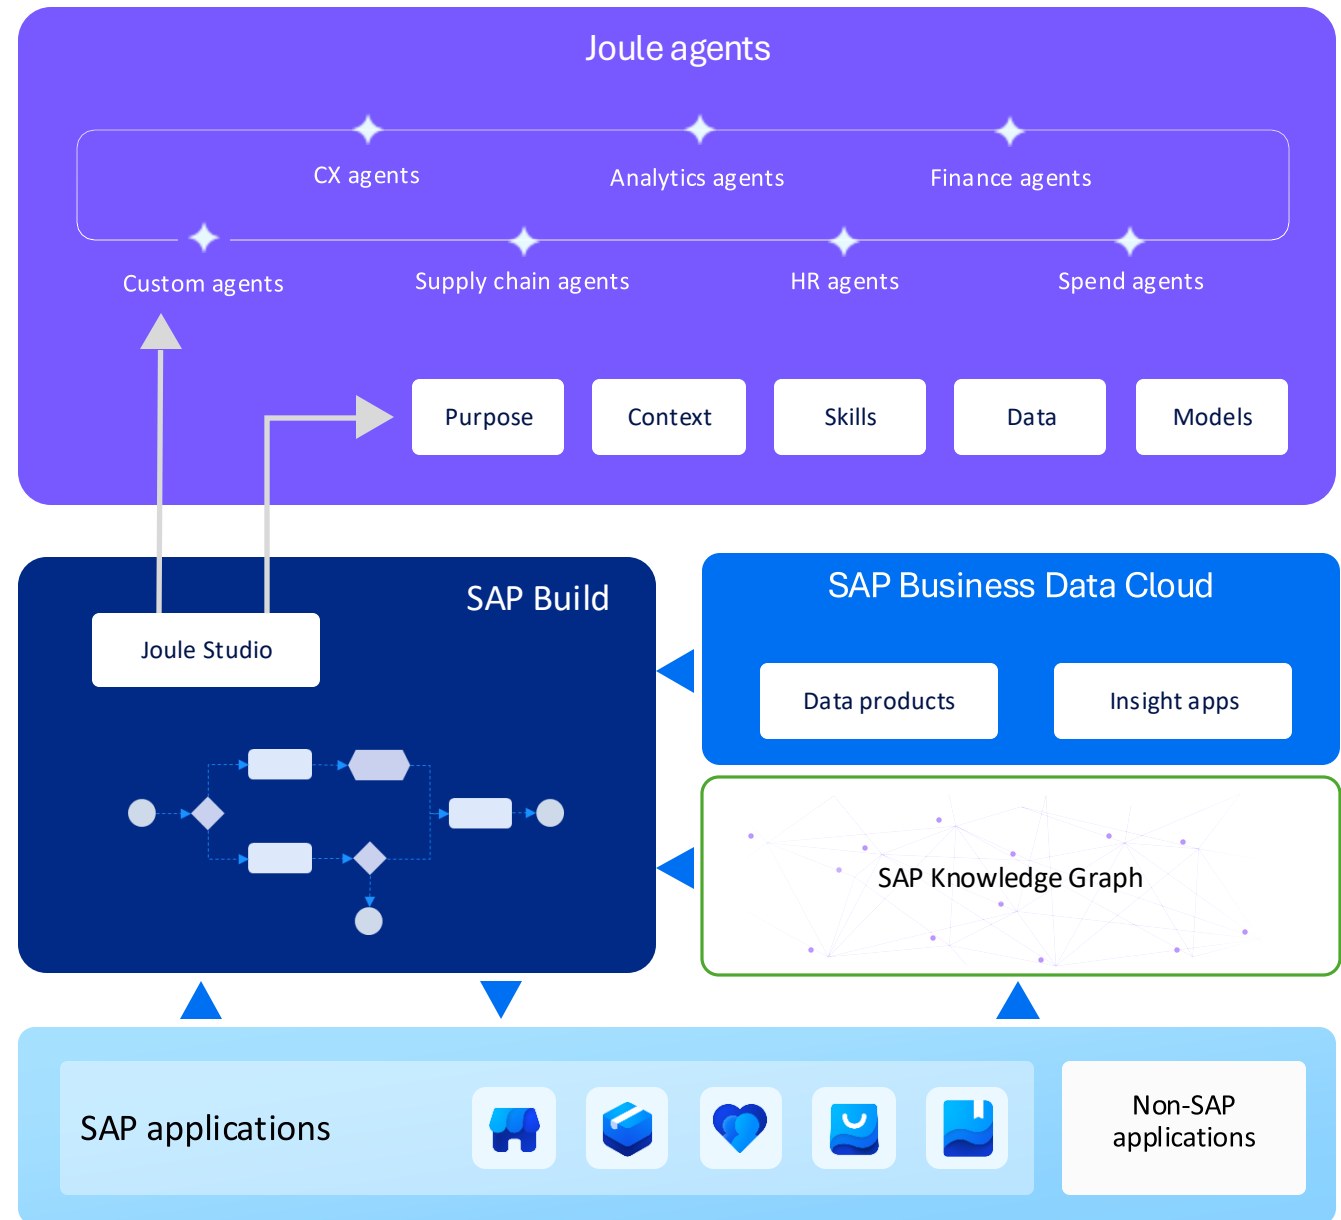 Joule agents
CX agents
Analytics agents
Finance agents
Custom agents
Supply chain agents
HR agents
Spend agents
Purpose
Context
Skills
Data
Models
SAP Build
Joule Studio
SAP Business Data Cloud
Data products
Insight apps
SAP Knowledge Graph
SAP applications
Non-SAP
applications